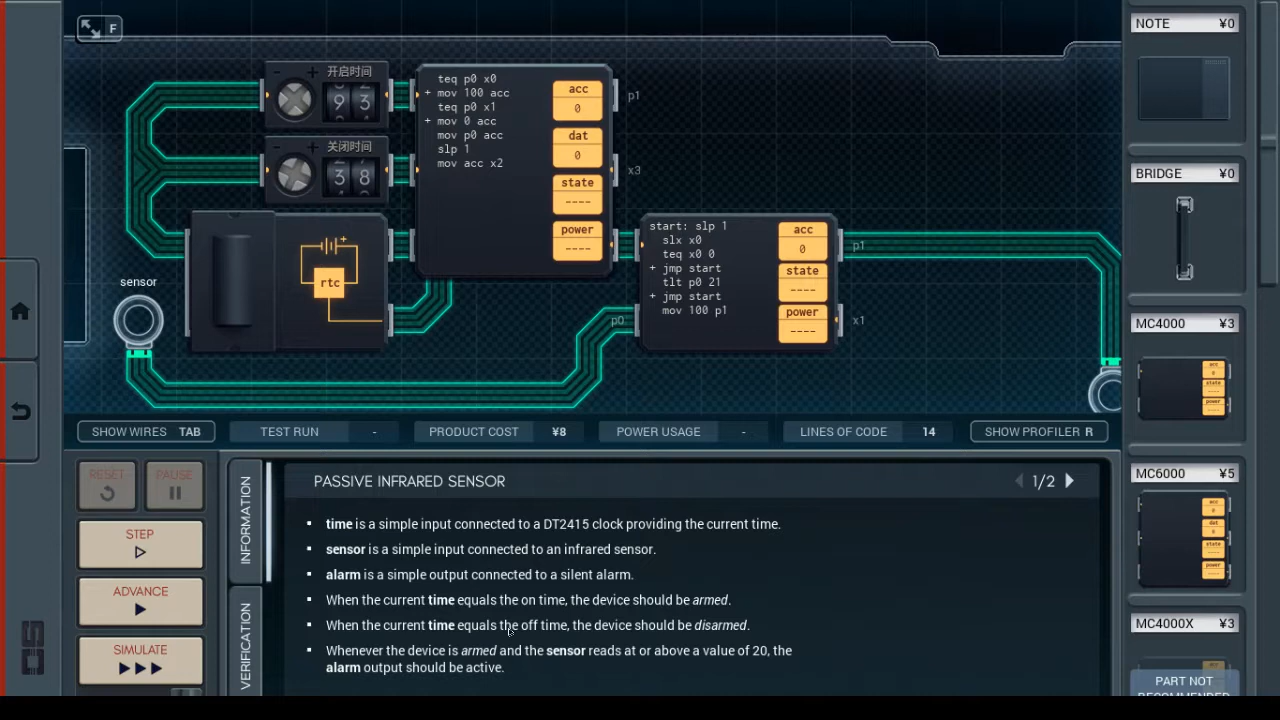 F
NOTE ¥0
BRIDGE ¥0
MC4000 ¥3
MC6000 ¥5
MC4000X ¥3
PART NOT
RECOMMENDED
开启时间
9 3
关闭时间
3 8
teq p0 x0
+ mov 100 acc
teq p0 x1
+ mov 0 acc
mov p0 acc
slp 1
mov acc x2
acc
0
dat
0
state
----
power
----
p1
x3
rtc
sensor
p0
start: slp 1
slx x0
teq x0 0
+ jmp start
tlt p0 21
+ jmp start
mov 100 p1
acc
0
state
----
power
----
p1
x1
SHOW WIRES TAB
TEST RUN -
PRODUCT COST ¥8
POWER USAGE -
LINES OF CODE 14
SHOW PROFILER R
RESET
PAUSE
STEP
ADVANCE
SIMULATE
INFORMATION
VERIFICATION
PASSIVE INFRARED SENSOR
1/2
▪ time is a simple input connected to a DT2415 clock providing the current time.
▪ sensor is a simple input connected to an infrared sensor.
▪ alarm is a simple output connected to a silent alarm.
▪ When the current time equals the on time, the device should be armed.
▪ When the current time equals the off time, the device should be disarmed.
▪ Whenever the device is armed and the sensor reads at or above a value of 20, the
alarm output should be active.